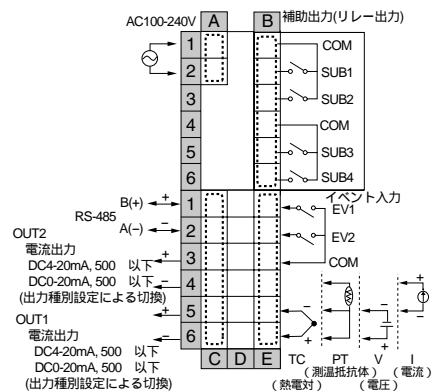 AC100-240V
A
B
補助出力(リレー出力)
1
COM
2
SUB1
3
SUB2
4
COM
5
SUB3
6
SUB4
イベント入力
B(+)
+
1
EV1
RS-485
A(-)
−
2
EV2
OUT2
電流出力
+
3
COM
DC4-20mA, 500 以下
DC0-20mA, 500 以下
−
4
(出力種別設定による切換)
OUT1
+
5
−
−
+
電流出力
−
6
+
+
−
DC4-20mA, 500 以下
DC0-20mA, 500 以下
(出力種別設定による切換)
C
D
E
TC
PT
V
I
(熱電対)
(測温抵抗体)
(電圧)
(電流)